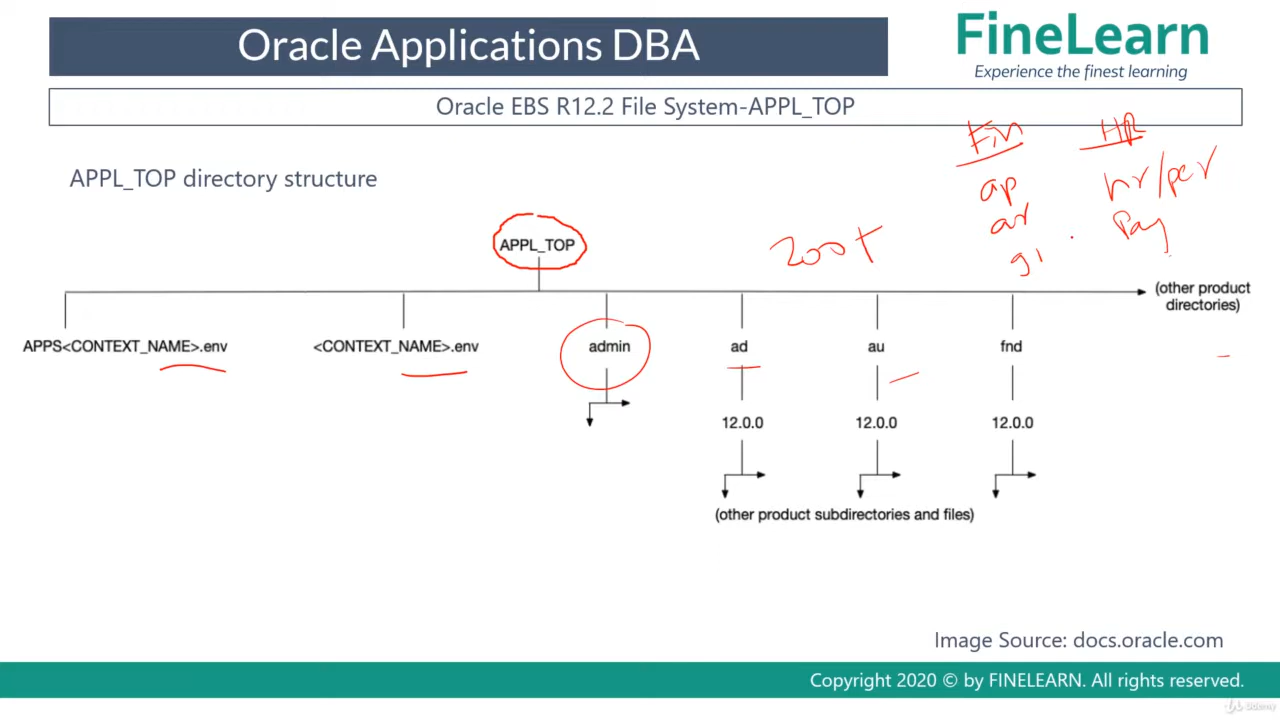 Oracle Applications DBA
FineLearn
Experience the finest learning
Oracle EBS R12.2 File System-APPL_TOP
Fin HR
APPL_TOP directory structure
ap hr/per
ar Pay
APPL_TOP 200+
gl
(other product
directories)
APPS<CONTEXT_NAME>.env <CONTEXT_NAME>.env admin ad au fnd
12.0.0 12.0.0 12.0.0
(other product subdirectories and files)
Image Source: docs.oracle.com
Copyright 2020 © by FINELEARN. All rights reserved.
Udemy